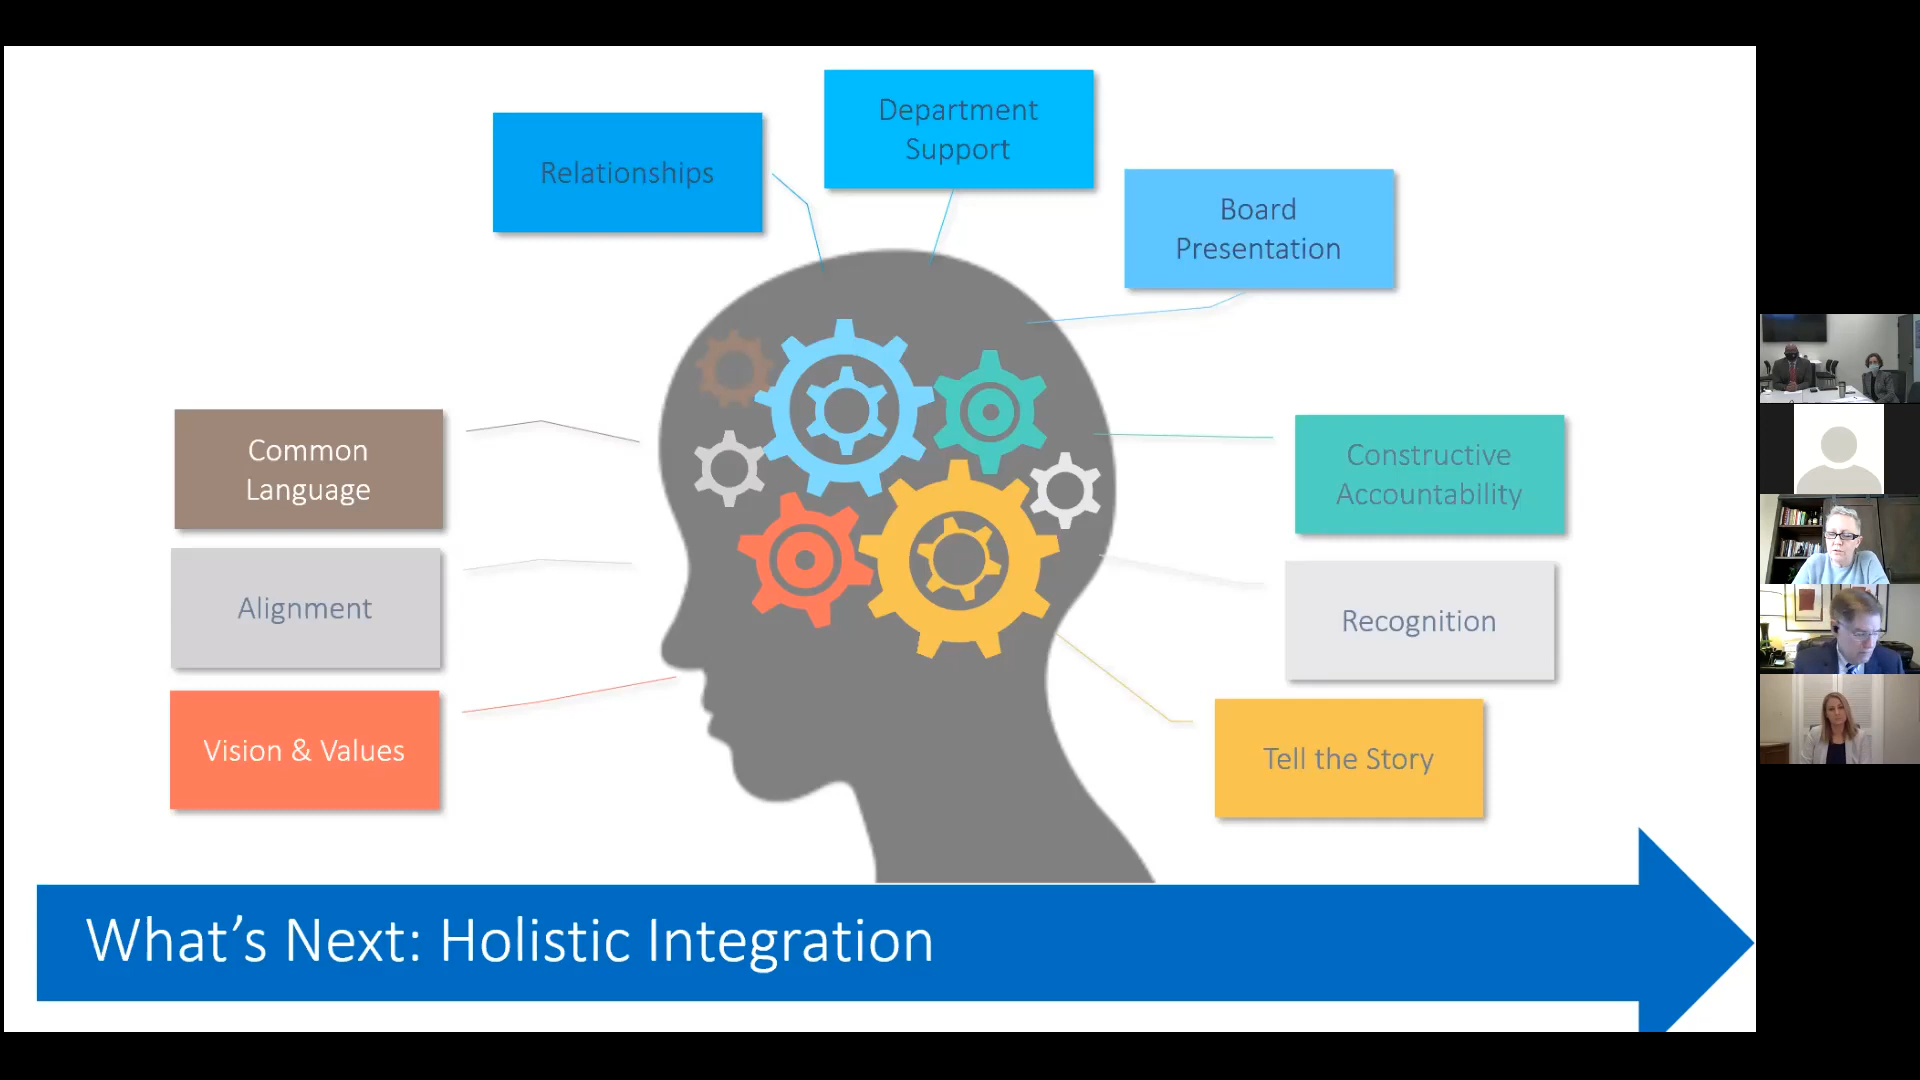 Department
Support
Relationships
Board
Presentation
Common
Language
Constructive
Accountability
Alignment
Recognition
Vision & Values
Tell the Story
What's Next: Holistic Integration